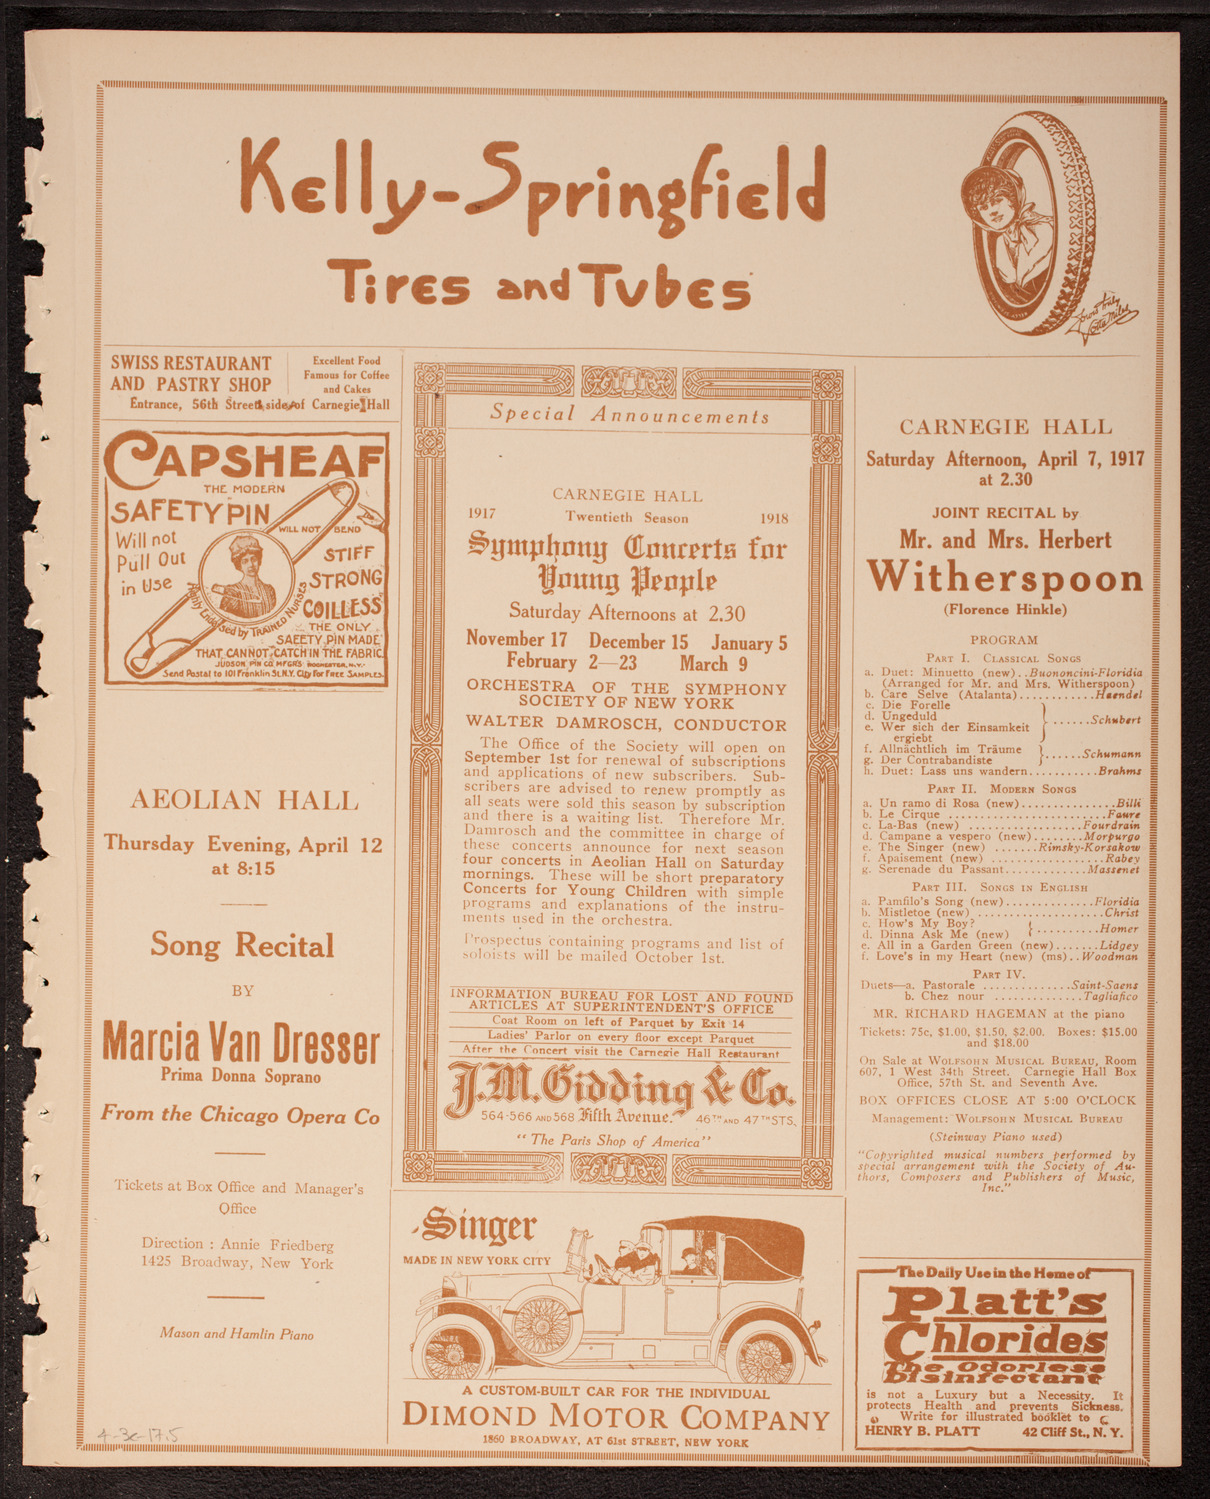 Kelly-Springfield
Tires and Tubes
Yours truly
Lotta Miles
SWISS RESTAURANT
AND PASTRY SHOP
Excellent Food
Famous for Coffee
and Cakes
Entrance, 56th Street side of Carnegie Hall
CAPSHEAF
THE MODERN
SAFETY PIN
WILL NOT BEND
Will not
Pull Out
in Use
STIFF
STRONG
COILLESS
Highly Endorsed by TRAINED NURSES
THE ONLY
SAFETY PIN MADE
THAT CANNOT CATCH IN THE FABRIC.
JUDSON PIN CO. MFGRS. ROCHESTER, N.Y.
Send Postal to 101 Franklin St. N.Y. City For FREE SAMPLES.
AEOLIAN HALL
Thursday Evening, April 12
at 8:15
Song Recital
BY
Marcia Van Dresser
Prima Donna Soprano
From the Chicago Opera Co
Tickets at Box Office and Manager's
Office
Direction : Annie Friedberg
1425 Broadway, New York
Mason and Hamlin Piano
4-3c-17.5
Special Announcements
CARNEGIE HALL
1917 Twentieth Season 1918
Symphony Concerts for
Young People
Saturday Afternoons at 2.30
November 17 December 15 January 5
February 2—23 March 9
ORCHESTRA OF THE SYMPHONY
SOCIETY OF NEW YORK
WALTER DAMROSCH, CONDUCTOR
The Office of the Society will open on
September 1st for renewal of subscriptions
and applications of new subscribers. Sub-
scribers are advised to renew promptly as
all seats were sold this season by subscription
and there is a waiting list. Therefore Mr.
Damrosch and the committee in charge of
these concerts announce for next season
four concerts in Aeolian Hall on Saturday
mornings. These will be short preparatory
Concerts for Young Children with simple
programs and explanations of the instru-
ments used in the orchestra.
Prospectus containing programs and list of
soloists will be mailed October 1st.
INFORMATION BUREAU FOR LOST AND FOUND
ARTICLES AT SUPERINTENDENT'S OFFICE
Coat Room on left of Parquet by Exit 14
Ladies' Parlor on every floor except Parquet
After the Concert visit the Carnegie Hall Restaurant
J.M. Gidding & Co.
564-566 AND 568 Fifth Avenue. 46TH AND 47TH STS.
"The Paris Shop of America"
Singer
MADE IN NEW YORK CITY
A CUSTOM-BUILT CAR FOR THE INDIVIDUAL
DIMOND MOTOR COMPANY
1860 BROADWAY, AT 61st STREET, NEW YORK
CARNEGIE HALL
Saturday Afternoon, April 7, 1917
at 2.30
JOINT RECITAL by
Mr. and Mrs. Herbert
Witherspoon
(Florence Hinkle)
PROGRAM
PART I. CLASSICAL SONGS
a. Duet: Minuetto (new)..Buononcini-Floridia
(Arranged for Mr. and Mrs. Witherspoon)
b. Care Selve (Atalanta)............Haendel
c. Die Forelle
d. Ungeduld
e. Wer sich der Einsamkeit
ergiebt
......Schubert
f. Allnächtlich im Träume
g. Der Contrabandiste
......Schumann
h. Duet: Lass uns wandern...........Brahms
PART II. MODERN SONGS
a. Un ramo di Rosa (new)...............Billi
b. Le Cirque .........................Faure
c. La-Bas (new) ..................Fourdrain
d. Campane a vespero (new)........Morpurgo
e. The Singer (new) .......Rimsky-Korsakow
f. Apaisement (new) ..................Rabey
g. Serenade du Passant.............Massenet
PART III. SONGS IN ENGLISH
a. Pamfilo's Song (new).............Floridia
b. Mistletoe (new) ....................Christ
c. How's My Boy?
d. Dinna Ask Me (new)
..........Homer
e. All in a Garden Green (new).......Lidgey
f. Love's in my Heart (new) (ms)..Woodman
PART IV.
Duets—a. Pastorale ..............Saint-Saens
b. Chez nour ..............Tagliafico
MR. RICHARD HAGEMAN at the piano
Tickets: 75c, $1.00, $1.50, $2.00. Boxes: $15.00
and $18.00
On Sale at WOLFSOHN MUSICAL BUREAU, Room
607, 1 West 34th Street. Carnegie Hall Box
Office, 57th St. and Seventh Ave.
BOX OFFICES CLOSE AT 5:00 O'CLOCK
Management: WOLFSOHN MUSICAL BUREAU
(Steinway Piano used)
"Copyrighted musical numbers performed by
special arrangement with the Society of Au-
thors, Composers and Publishers of Music,
Inc."
The Daily Use in the Home of
Platt's
Chlorides
The Odorless
Disinfectant
is not a Luxury but a Necessity. It
protects Health and prevents Sickness.
Write for illustrated booklet to
HENRY B. PLATT 42 Cliff St., N. Y.